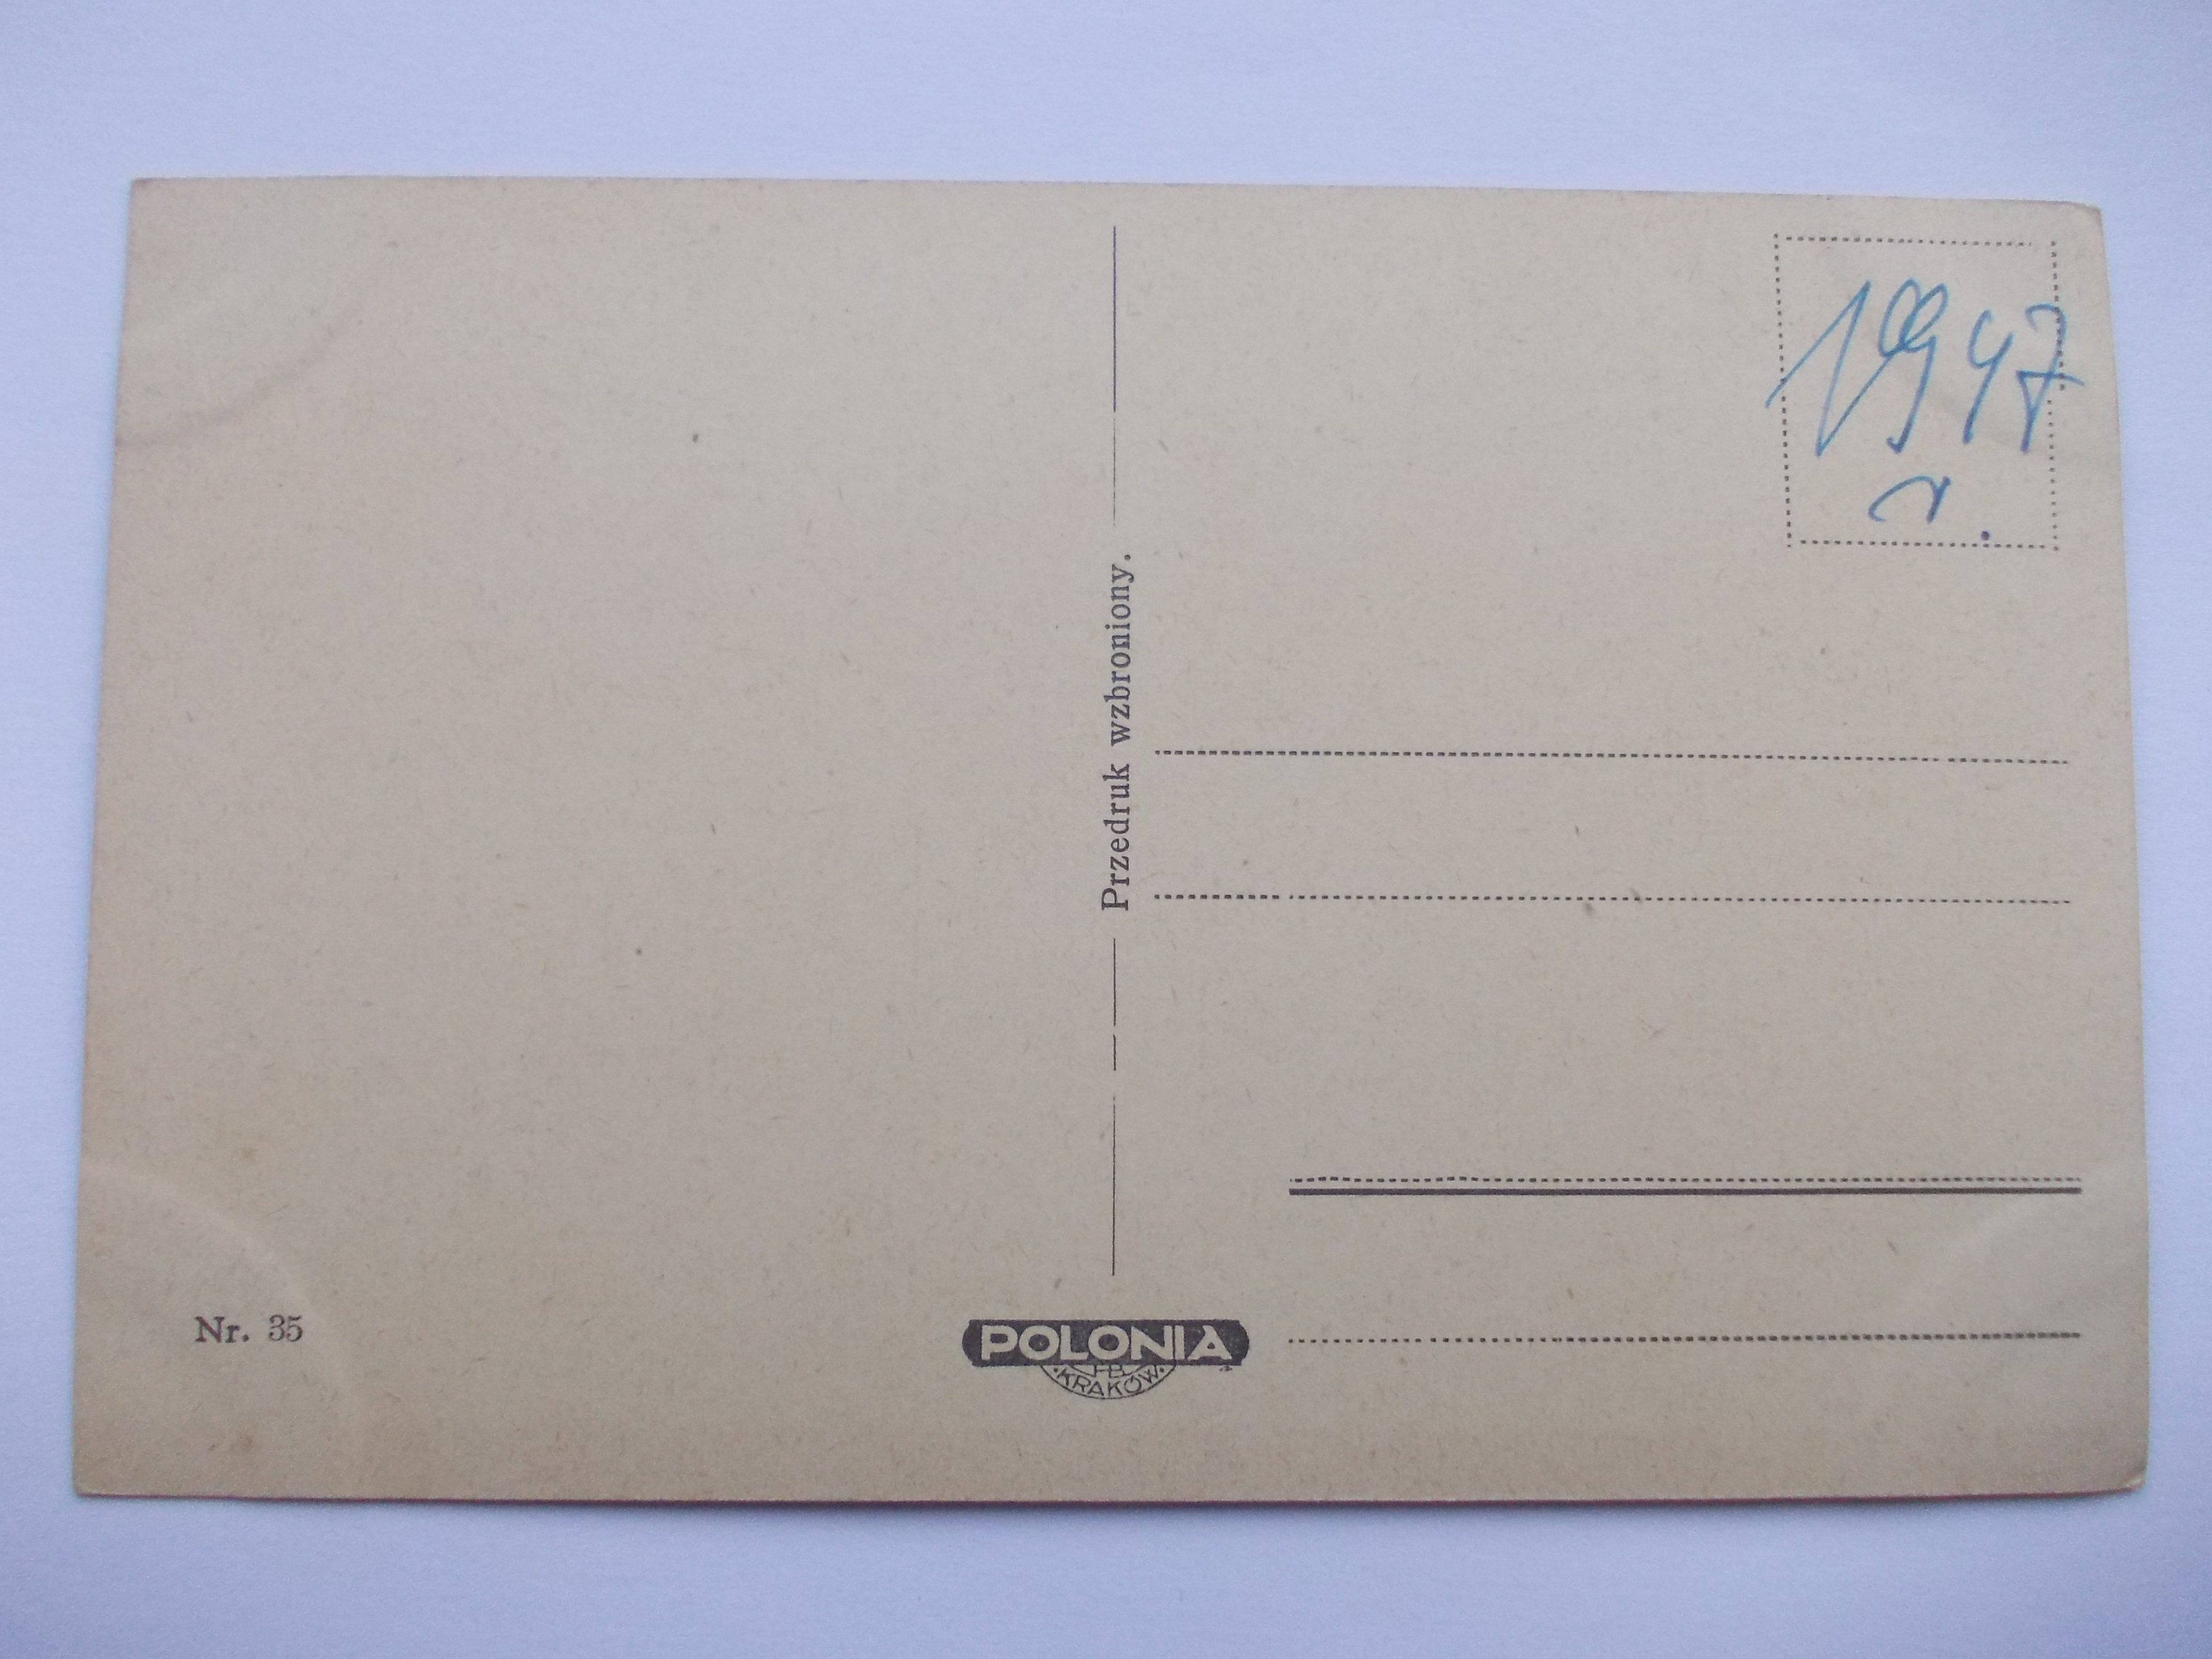 1947
r.
Przedruk wzbroniony.
Nr. 35
POLONIA
KRAKÓW